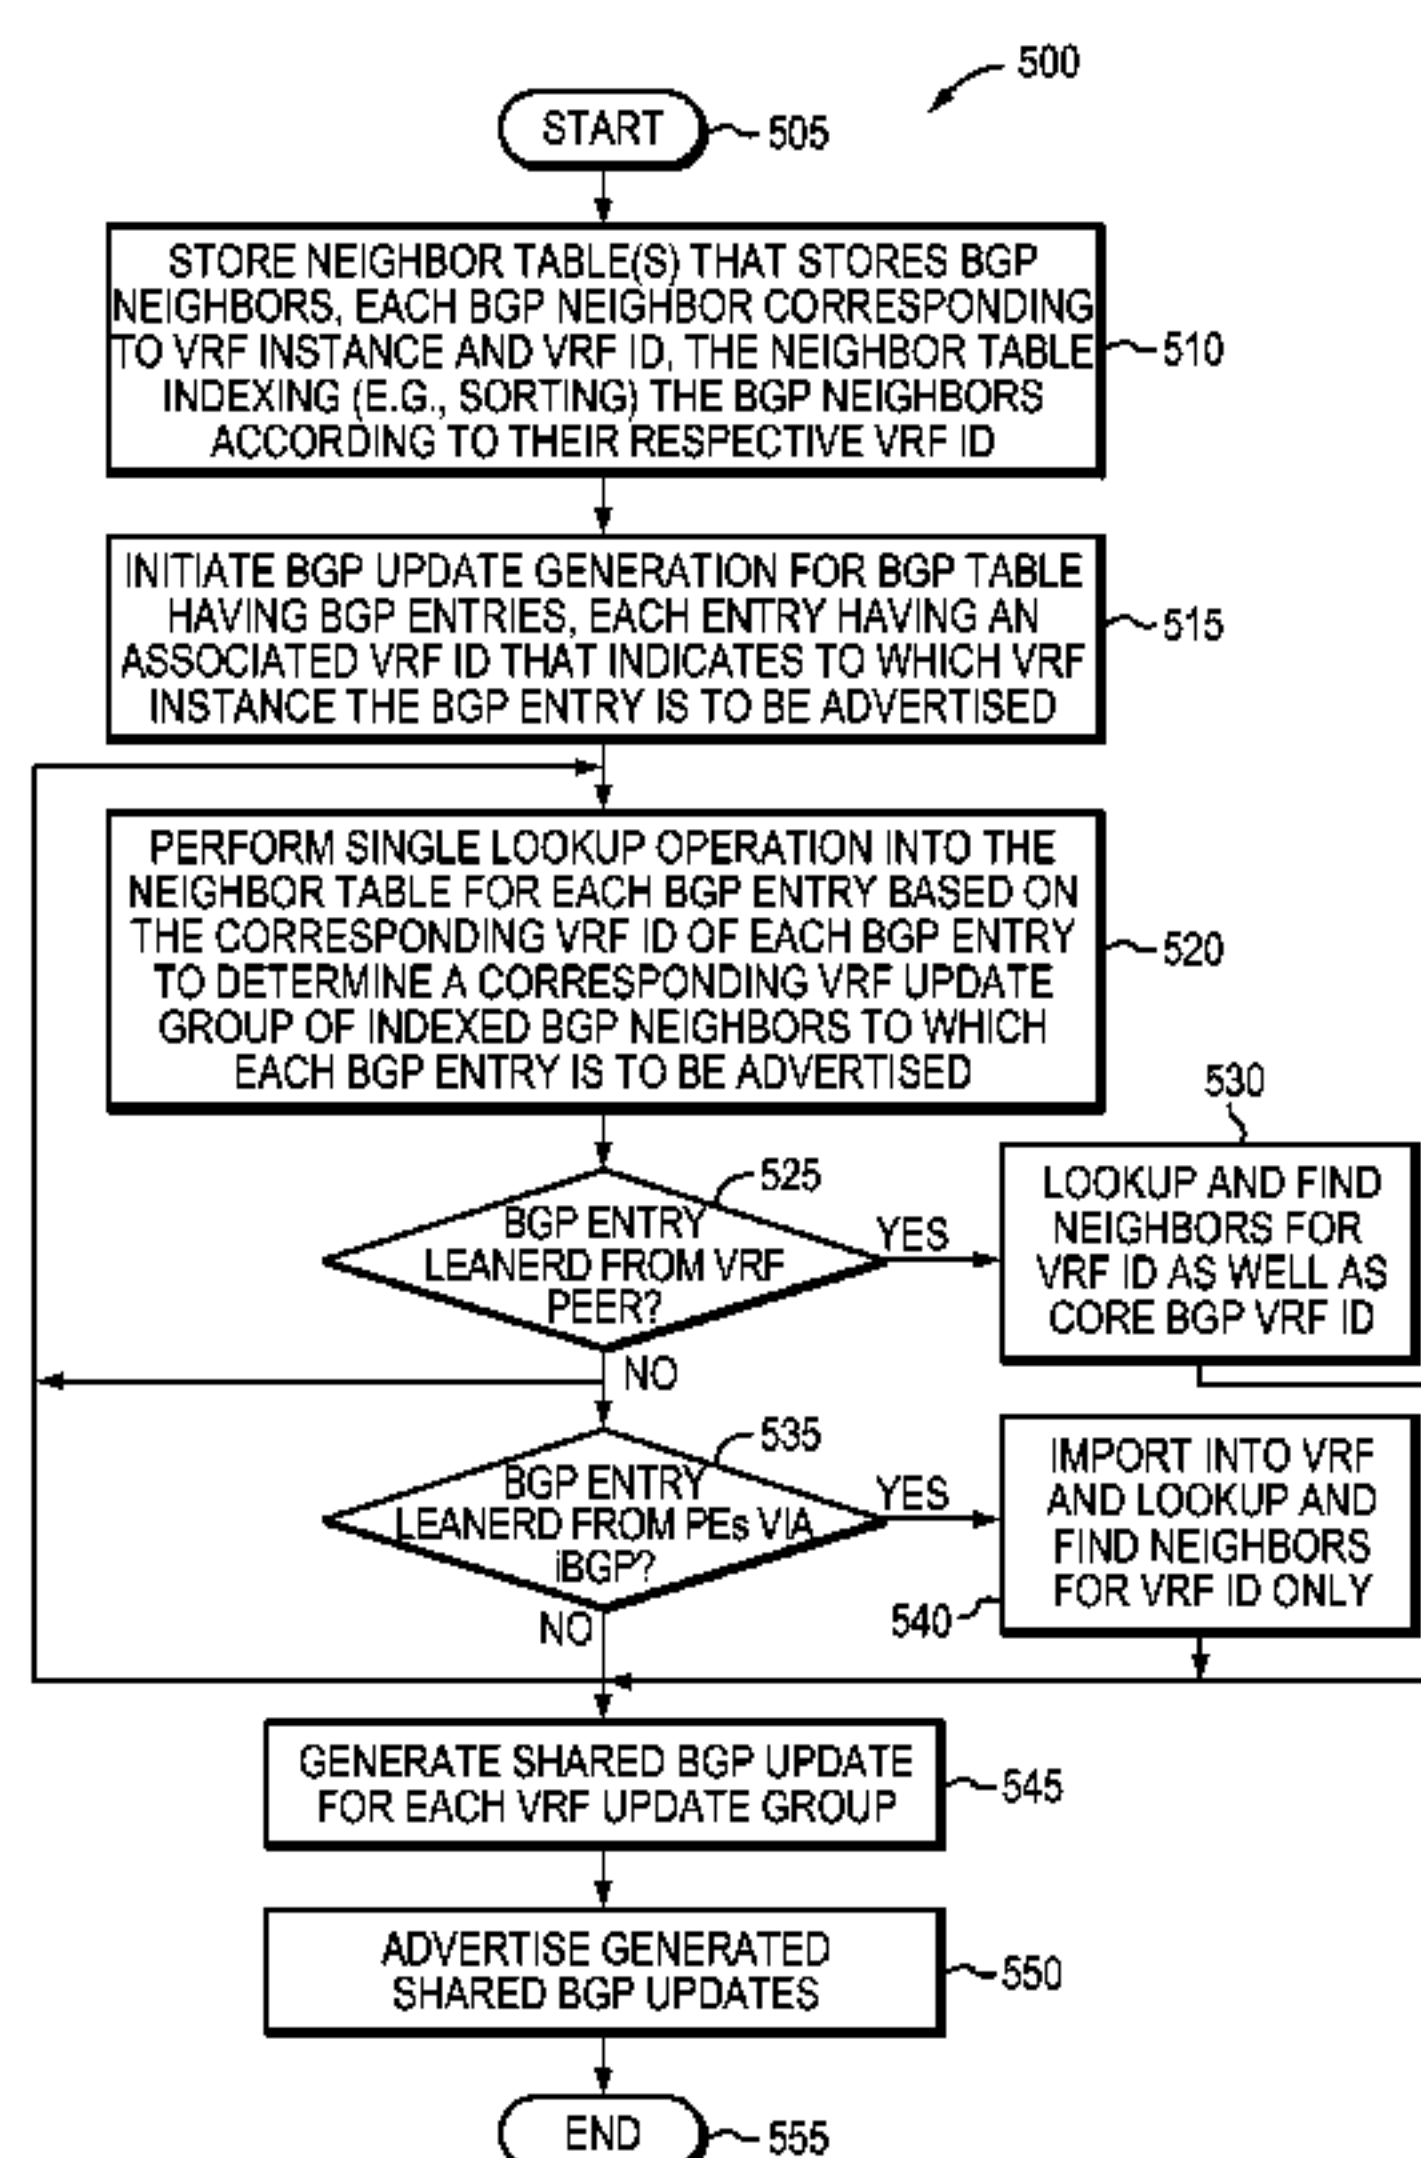 500
START
505
STORE NEIGHBOR TABLE(S) THAT STORES BGP
NEIGHBORS, EACH BGP NEIGHBOR CORRESPONDING
TO VRF INSTANCE AND VRF ID, THE NEIGHBOR TABLE
INDEXING (E.G., SORTING) THE BGP NEIGHBORS
ACCORDING TO THEIR RESPECTIVE VRF ID
510
INITIATE BGP UPDATE GENERATION FOR BGP TABLE
HAVING BGP ENTRIES, EACH ENTRY HAVING AN
ASSOCIATED VRF ID THAT INDICATES TO WHICH VRF
INSTANCE THE BGP ENTRY IS TO BE ADVERTISED
515
PERFORM SINGLE LOOKUP OPERATION INTO THE
NEIGHBOR TABLE FOR EACH BGP ENTRY BASED ON
THE CORRESPONDING VRF ID OF EACH BGP ENTRY
TO DETERMINE A CORRESPONDING VRF UPDATE
GROUP OF INDEXED BGP NEIGHBORS TO WHICH
EACH BGP ENTRY IS TO BE ADVERTISED
520
525
BGP ENTRY
LEANERD FROM VRF
PEER?
YES
NO
530
LOOKUP AND FIND
NEIGHBORS FOR
VRF ID AS WELL AS
CORE BGP VRF ID
535
BGP ENTRY
LEANERD FROM PEs VIA
iBGP?
YES
NO
IMPORT INTO VRF
AND LOOKUP AND
FIND NEIGHBORS
FOR VRF ID ONLY
540
GENERATE SHARED BGP UPDATE
FOR EACH VRF UPDATE GROUP
545
ADVERTISE GENERATED
SHARED BGP UPDATES
550
END
555